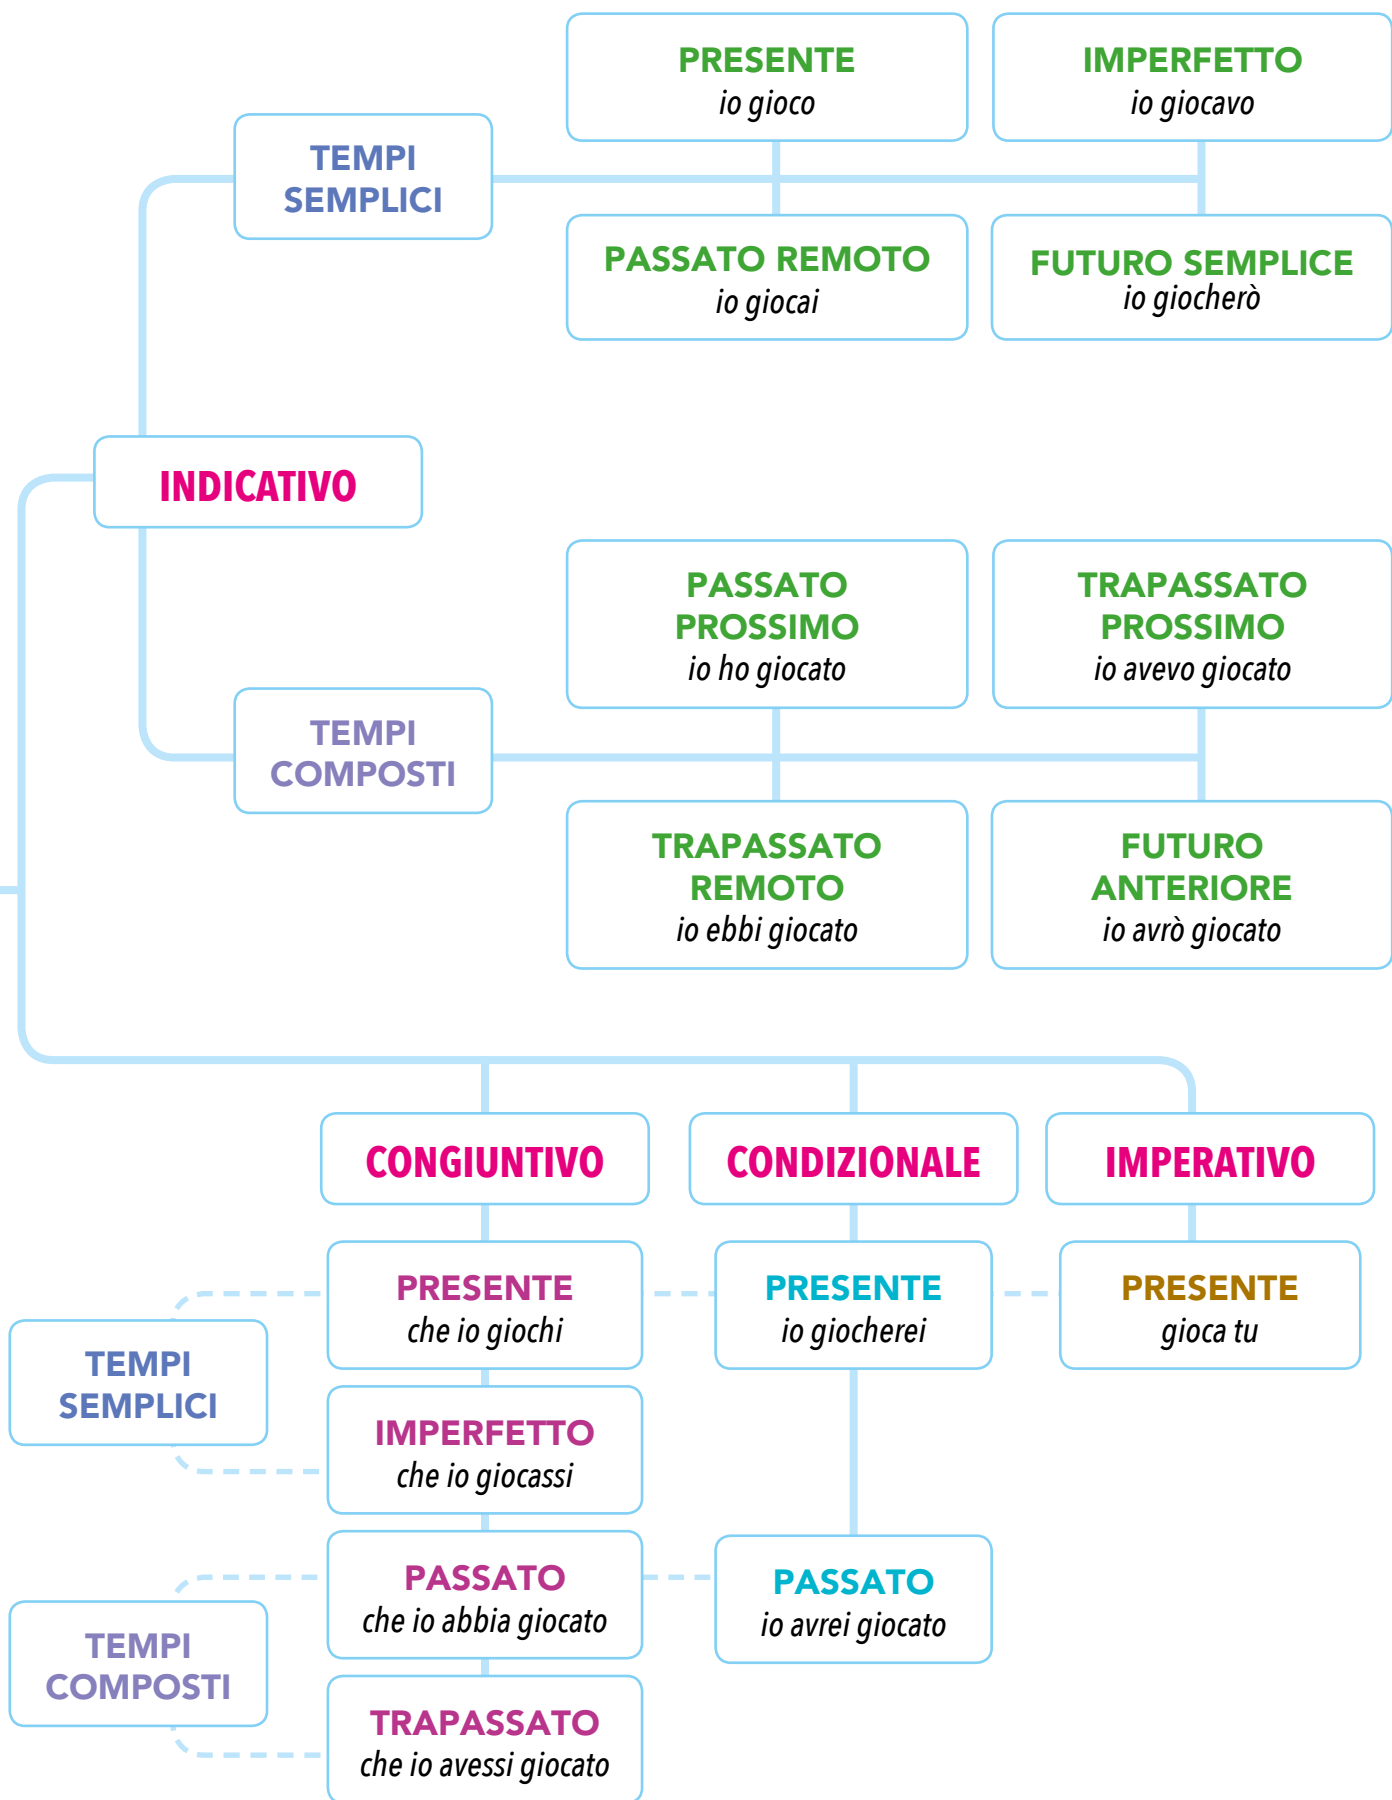 PRESENTE
io gioco
IMPERFETTO
io giocavo
TEMPI
SEMPLICI
PASSATO REMOTO
io giocai
FUTURO SEMPLICE
io giocherò
INDICATIVO
PASSATO
PROSSIMO
io ho giocato
TRAPASSATO
PROSSIMO
io avevo giocato
TEMPI
COMPOSTI
TRAPASSATO
REMOTO
io ebbi giocato
FUTURO
ANTERIORE
io avrò giocato
CONGIUNTIVO
CONDIZIONALE
IMPERATIVO
PRESENTE
che io giochi
PRESENTE
io giocherei
PRESENTE
gioca tu
TEMPI
SEMPLICI
IMPERFETTO
che io giocassi
PASSATO
che io abbia giocato
PASSATO
io avrei giocato
TEMPI
COMPOSTI
TRAPASSATO
che io avessi giocato